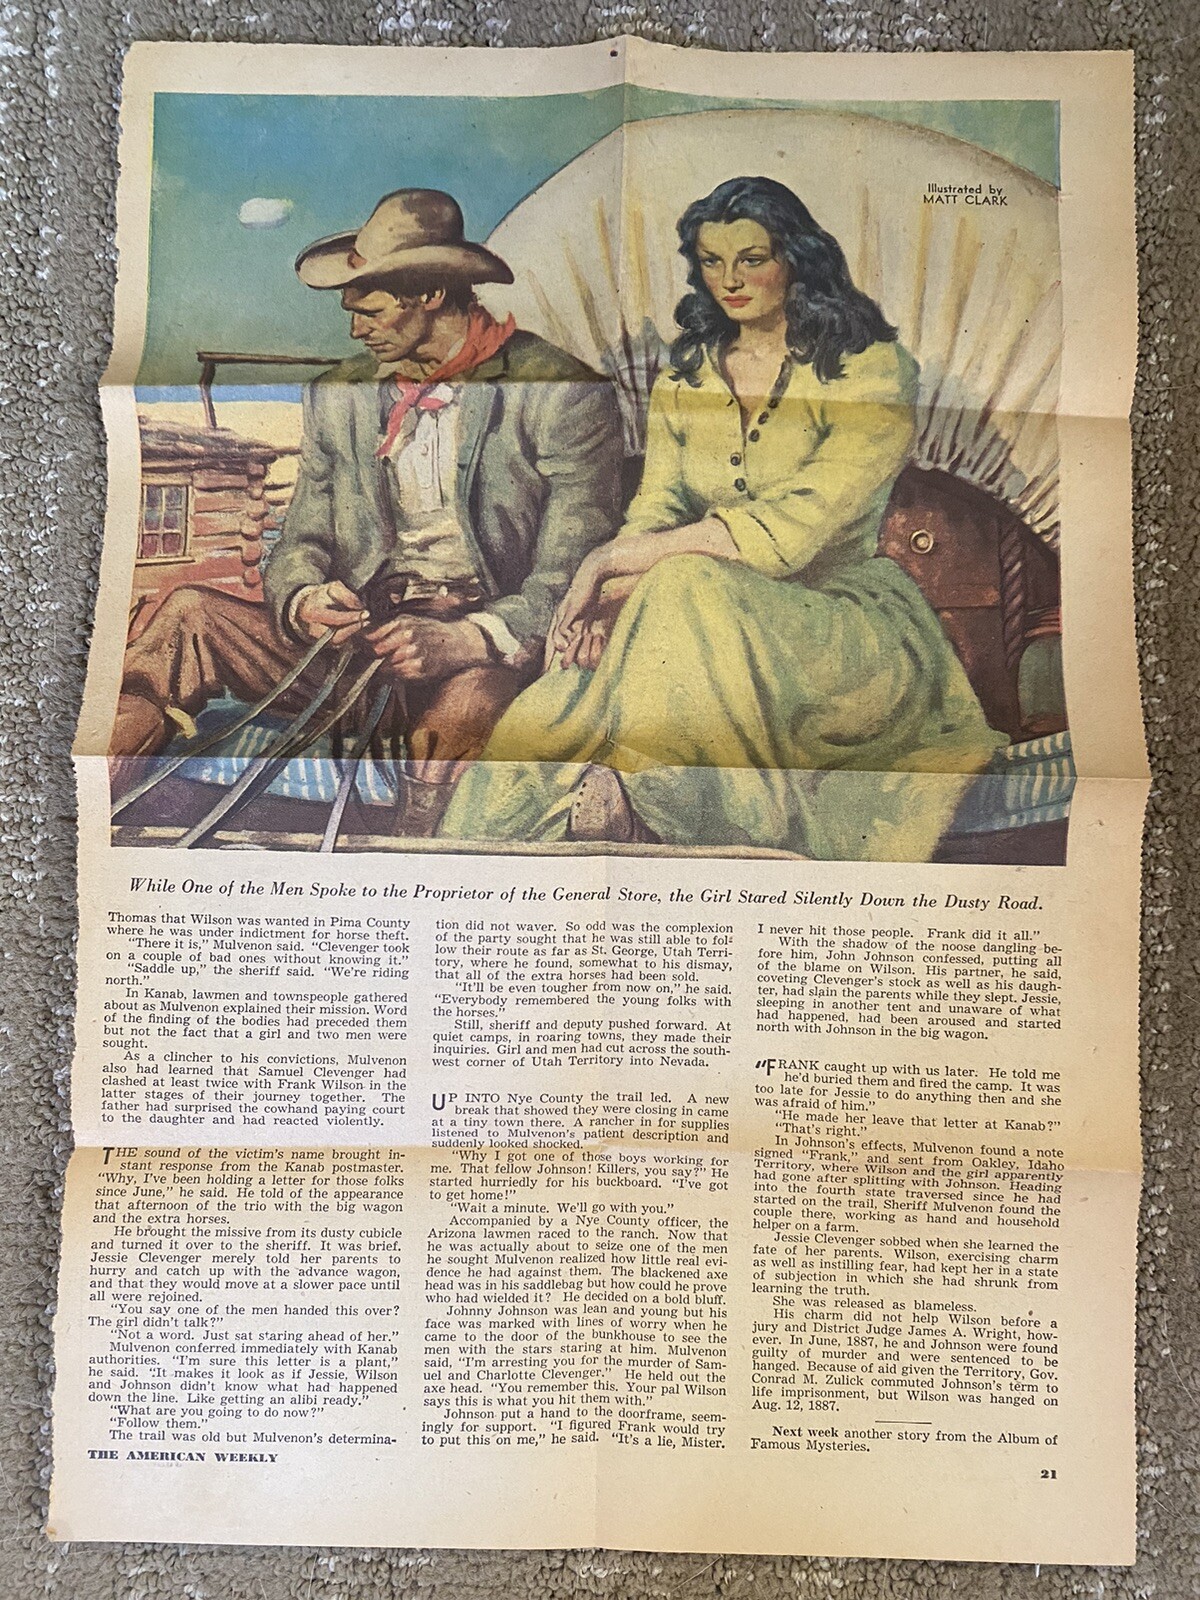 Illustrated by
MATT CLARK
While One of the Men Spoke to the Proprietor of the General Store, the Girl Stared Silently Down the Dusty Road.
Thomas that Wilson was wanted in Pima County
where he was under indictment for horse theft.
"There it is," Mulvenon said. "Clevenger took
on a couple of bad ones without knowing it."
"Saddle up," the sheriff said. "We're riding
north."
In Kanab, lawmen and townspeople gathered
about as Mulvenon explained their mission. Word
of the finding of the bodies had preceded them
but not the fact that a girl and two men were
sought.
As a clincher to his convictions, Mulvenon
also had learned that Samuel Clevenger had
clashed at least twice with Frank Wilson in the
latter stages of their journey together. The
father had surprised the cowhand paying court
to the daughter and had reacted violently.
THE sound of the victim's name brought in-
stant response from the Kanab postmaster.
"Why, I've been holding a letter for those folks
since June," he said. He told of the appearance
that afternoon of the trio with the big wagon
and the extra horses.
He brought the missive from its dusty cubicle
and turned it over to the sheriff. It was brief.
Jessie Clevenger merely told her parents to
hurry and catch up with the advance wagon,
and that they would move at a slower pace until
all were rejoined.
"You say one of the men handed this over?
The girl didn't talk?"
"Not a word. Just sat staring ahead of her."
Mulvenon conferred immediately with Kanab
authorities. "I'm sure this letter is a plant,"
he said. "It makes it look as if Jessie, Wilson
and Johnson didn't know what had happened
down the line. Like getting an alibi ready."
"What are you going to do now?"
"Follow them."
The trail was old but Mulvenon's determina-
THE AMERICAN WEEKLY
tion did not waver. So odd was the complexion
of the party sought that he was still able to fol-
low their route as far as St. George, Utah Terri-
tory, where he found, somewhat to his dismay,
that all of the extra horses had been sold.
"It'll be even tougher from now on," he said.
"Everybody remembered the young folks with
the horses."
Still, sheriff and deputy pushed forward. At
quiet camps, in roaring towns, they made their
inquiries. Girl and men had cut across the south-
west corner of Utah Territory into Nevada.
UP INTO Nye County the trail led. A new
break that showed they were closing in came
at a tiny town there. A rancher in for supplies
listened to Mulvenon's patient description and
suddenly looked shocked.
"Why I got one of those boys working for
me. That fellow Johnson! Killers, you say?" He
started hurriedly for his buckboard. "I've got
to get home!"
"Wait a minute. We'll go with you."
Accompanied by a Nye County officer, the
Arizona lawmen raced to the ranch. Now that
he was actually about to seize one of the men
he sought Mulvenon realized how little real evi-
dence he had against them. The blackened axe
head was in his saddlebag but how could he prove
who had wielded it? He decided on a bold bluff.
Johnny Johnson was lean and young but his
face was marked with lines of worry when he
came to the door of the bunkhouse to see the
men with the stars staring at him. Mulvenon
said, "I'm arresting you for the murder of Sam-
uel and Charlotte Clevenger." He held out the
axe head. "You remember this. Your pal Wilson
says this is what you hit them with."
Johnson put a hand to the doorframe, seem-
ingly for support. "I figured Frank would try
to put this on me," he said. "It's a lie, Mister.
I never hit those people. Frank did it all."
With the shadow of the noose dangling be-
fore him, John Johnson confessed, putting all
of the blame on Wilson. His partner, he said,
coveting Clevenger's stock as well as his daugh-
ter, had slain the parents while they slept. Jessie,
sleeping in another tent and unaware of what
had happened, had been aroused and started
north with Johnson in the big wagon.
"FRANK caught up with us later. He told me
he'd buried them and fired the camp. It was
too late for Jessie to do anything then and she
was afraid of him."
"He made her leave that letter at Kanab?"
"That's right."
In Johnson's effects, Mulvenon found a note
signed "Frank," and sent from Oakley, Idaho
Territory, where Wilson and the girl apparently
had gone after splitting with Johnson. Heading
into the fourth state traversed since he had
started on the trail, Sheriff Mulvenon found the
couple there, working as hand and household
helper on a farm.
Jessie Clevenger sobbed when she learned the
fate of her parents. Wilson, exercising charm
as well as instilling fear, had kept her in a state
of subjection in which she had shrunk from
learning the truth.
She was released as blameless.
His charm did not help Wilson before a
jury and District Judge James A. Wright, how-
ever. In June, 1887, he and Johnson were found
guilty of murder and were sentenced to be
hanged. Because of aid given the Territory, Gov.
Conrad M. Zulick commuted Johnson's term to
life imprisonment, but Wilson was hanged on
Aug. 12, 1887.
Next week another story from the Album of
Famous Mysteries.
21